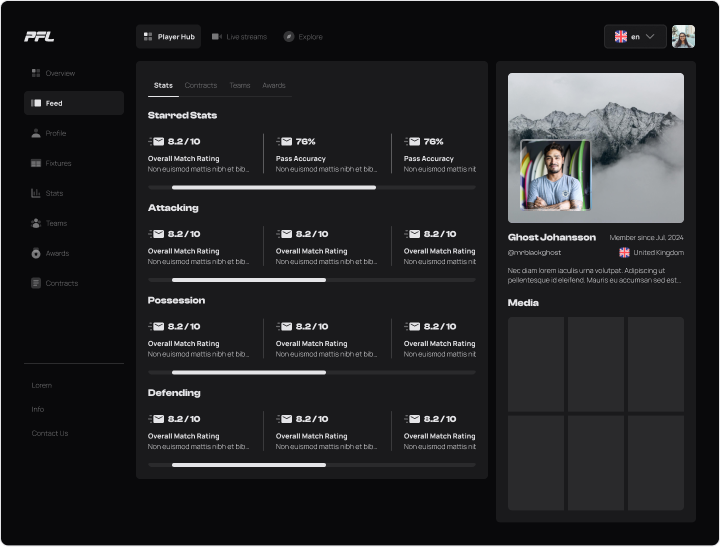 PFL
Player Hub
Live streams
Explore
en
Overview
Feed
Profile
Fixtures
Stats
Teams
Awards
Contracts
Lorem
Info
Contact Us
Stats Contracts Teams Awards
Starred Stats
8.2 / 10
Overall Match Rating
Non euismod mattis nibh et bib...
76%
Pass Accuracy
Non euismod mattis nibh et bib...
76%
Pass Accuracy
Non euismod mattis nit
Attacking
8.2 / 10
Overall Match Rating
Non euismod mattis nibh et bib...
8.2 / 10
Overall Match Rating
Non euismod mattis nibh et bib...
8.2 / 10
Overall Match Rating
Non euismod mattis nit
Possession
8.2 / 10
Overall Match Rating
Non euismod mattis nibh et bib...
8.2 / 10
Overall Match Rating
Non euismod mattis nibh et bib...
8.2 / 10
Overall Match Rating
Non euismod mattis nit
Defending
8.2 / 10
Overall Match Rating
Non euismod mattis nibh et bib...
8.2 / 10
Overall Match Rating
Non euismod mattis nibh et bib...
8.2 / 10
Overall Match Rating
Non euismod mattis nit
Ghost Johansson
Member since Jul, 2024
@mrblackghost
United Kingdom
Nec diam lorem iaculis urna volutpat. Adipiscing ut
pellentesque id eleifend. Mauris eu accumsan sed est...
Media